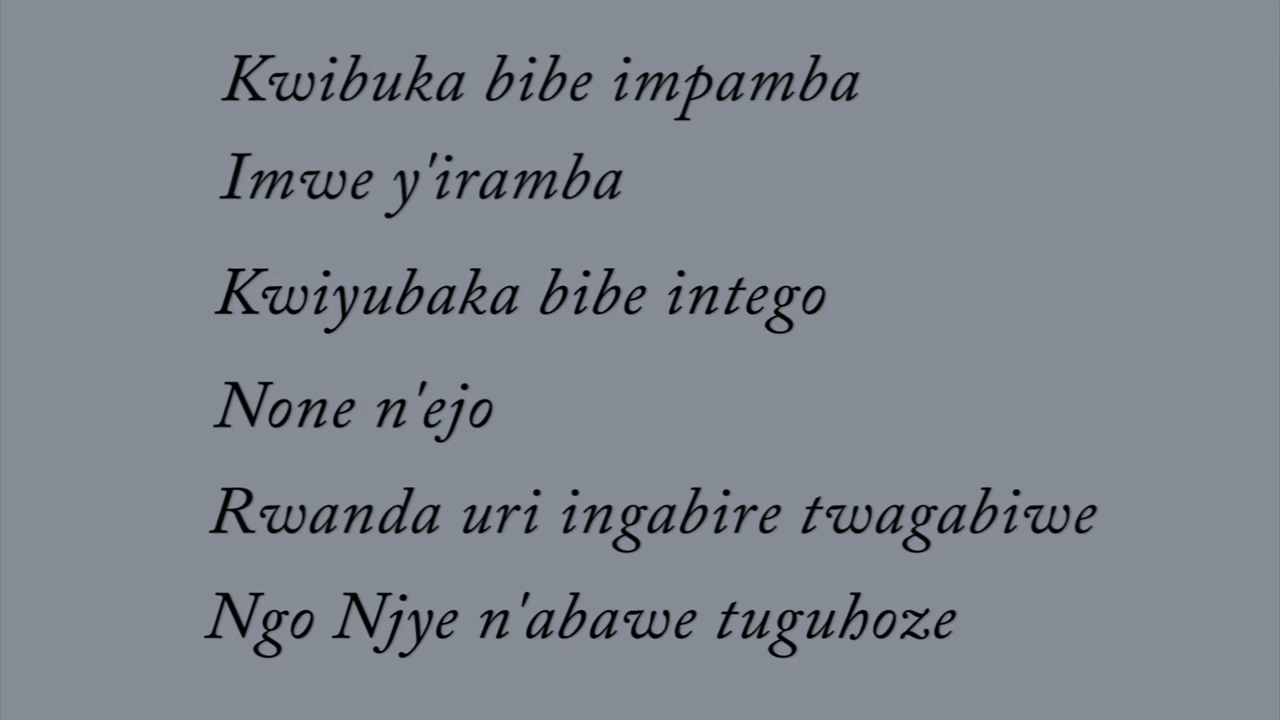 Kwibuka bibe impamba
Imwe y'iramba
Kwiyubaka bibe intego
None n'ejo
Rwanda uri ingabire twagabiwe
Ngo Njye n'abawe tuguhoze